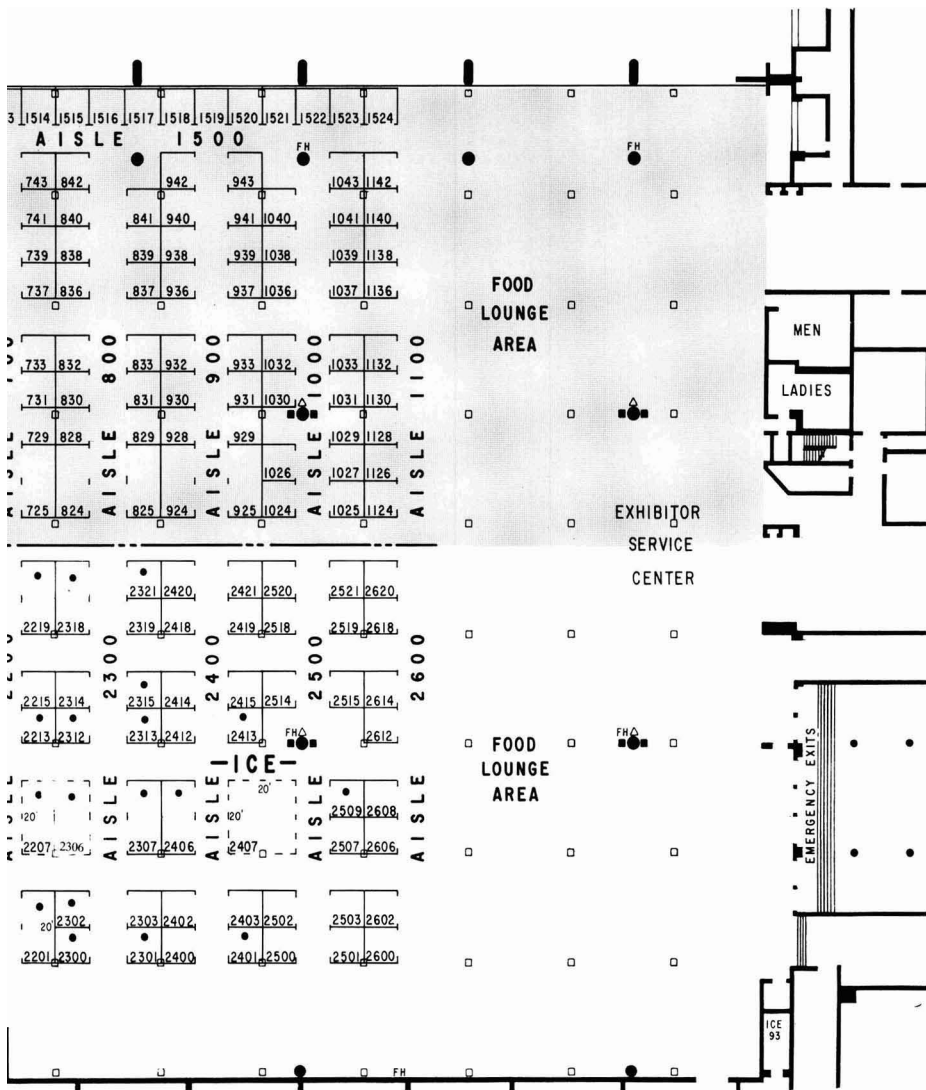 3 1514 1515 1516 1517 1518 1519 1520 1521 1522 1523 1524
AISLE 1500
FH
FH
743 842 942 943 1043 1142
741 840 841 940 941 1040 1041 1140
739 838 839 938 939 1038 1039 1138
737 836 837 936 937 1036 1037 1136
FOOD
LOUNGE
AREA
MEN
LADIES
733 832 833 932 933 1032 1033 1132
731 830 831 930 931 1030 1031 1130
729 828 829 928 929 1029 1128
1026 1027 1126
725 824 825 924 925 1024 1025 1124
AISLE
AISLE 800
AISLE 900
AISLE 1000
AISLE 1100
EXHIBITOR
SERVICE
CENTER
2321 2420 2421 2520 2521 2620
2219 2318 2319 2418 2419 2518 2519 2618
2215 2314 2315 2414 2415 2514 2515 2614
2213 2312 2313 2412 2413 2612
FH
FH
-ICE-
FOOD
LOUNGE
AREA
EMERGENCY EXITS
20'
20'
20'
2509 2608
2207 2306 2307 2406 2407 2507 2606
AISLE
AISLE 2300
AISLE 2400
AISLE 2500
AISLE 2600
20'
2302 2303 2402 2403 2502 2503 2602
2201 2300 2301 2400 2401 2500 2501 2600
ICE
93
FH